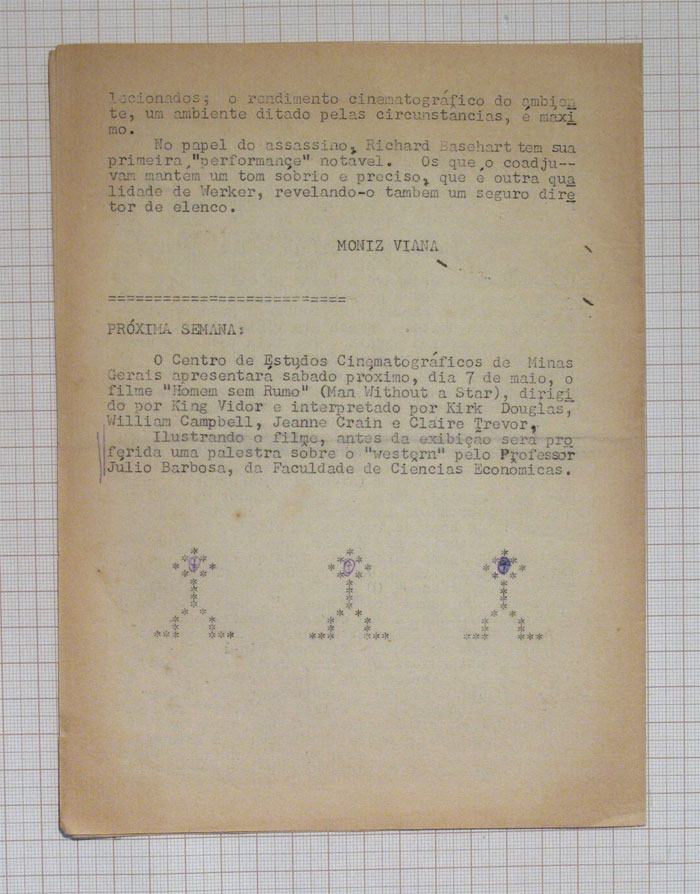 lecionados; o rendimento cinematográfico do ambien
te, um ambiente ditado pelas circunstancias, é maxi
mo.
No papel do assassino, Richard Basehart tem sua
primeira "performance" notavel. Os que o coadju--
vam mantém um tom sobrio e preciso, que é outra qua
lidade de Werker, revelando-o também um seguro dire
tor de elenco.
MONIZ VIANA
==========================
PRÓXIMA SEMANA:
O Centro de Estudos Cinematográficos de Minas
Gerais apresentará sabado próximo, dia 7 de maio, o
filme "Homem sem Rumo" (Man Without a Star), dirigi
do por King Vidor e interpretado por Kirk Douglas,
William Campbell, Jeanne Crain e Claire Trevor,
Ilustrando o filme, antes da exibição será pro
ferida uma palestra sobre o "western" pelo Professor
Julio Barbosa, da Faculdade de Ciencias Economicas.